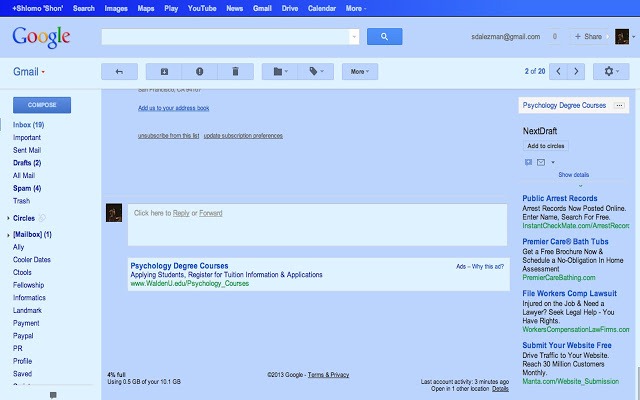 +Shlomo 'Shon' Search Images Maps Play YouTube News Gmail Drive Calendar More
Google
sdalezman@gmail.com 0 + Share
Gmail
More
2 of 20
COMPOSE
Inbox (19)
Important
Sent Mail
Drafts (2)
All Mail
Spam (4)
Trash
Circles
[Mailbox] (1)
Ally
Cooler Dates
Ctools
Fellowship
Informatics
Landmark
Payment
Paypal
PR
Profile
Saved
San Francisco, CA 94107
Add us to your address book
unsubscribe from this list update subscription preferences
Click here to Reply or Forward
Psychology Degree Courses
Ads – Why this ad?
Applying Students, Register for Tuition Information & Applications
www.WaldenU.edu/Psychology_Courses
4% full
Using 0.5 GB of your 10.1 GB
©2013 Google - Terms & Privacy
Last account activity: 3 minutes ago
Open in 1 other location Details
Psychology Degree Courses
NextDraft
Add to circles
Show details
Public Arrest Records
Arrest Records Now Posted Online.
Enter Name, Search For Free.
InstantCheckMate.com/ArrestRecor
Premier Care® Bath Tubs
Get a Free Brochure Now &
Schedule a No-Obligation In Home
Assessment
PremierCareBathing.com
File Workers Comp Lawsuit
Injured on the Job & Need a
Lawyer? Seek Legal Help - You
Have Rights.
WorkersCompensationLawFirms.com
Submit Your Website Free
Drive Traffic to Your Website.
Reach 30 Million Customers
Monthly.
Manta.com/Website_Submission